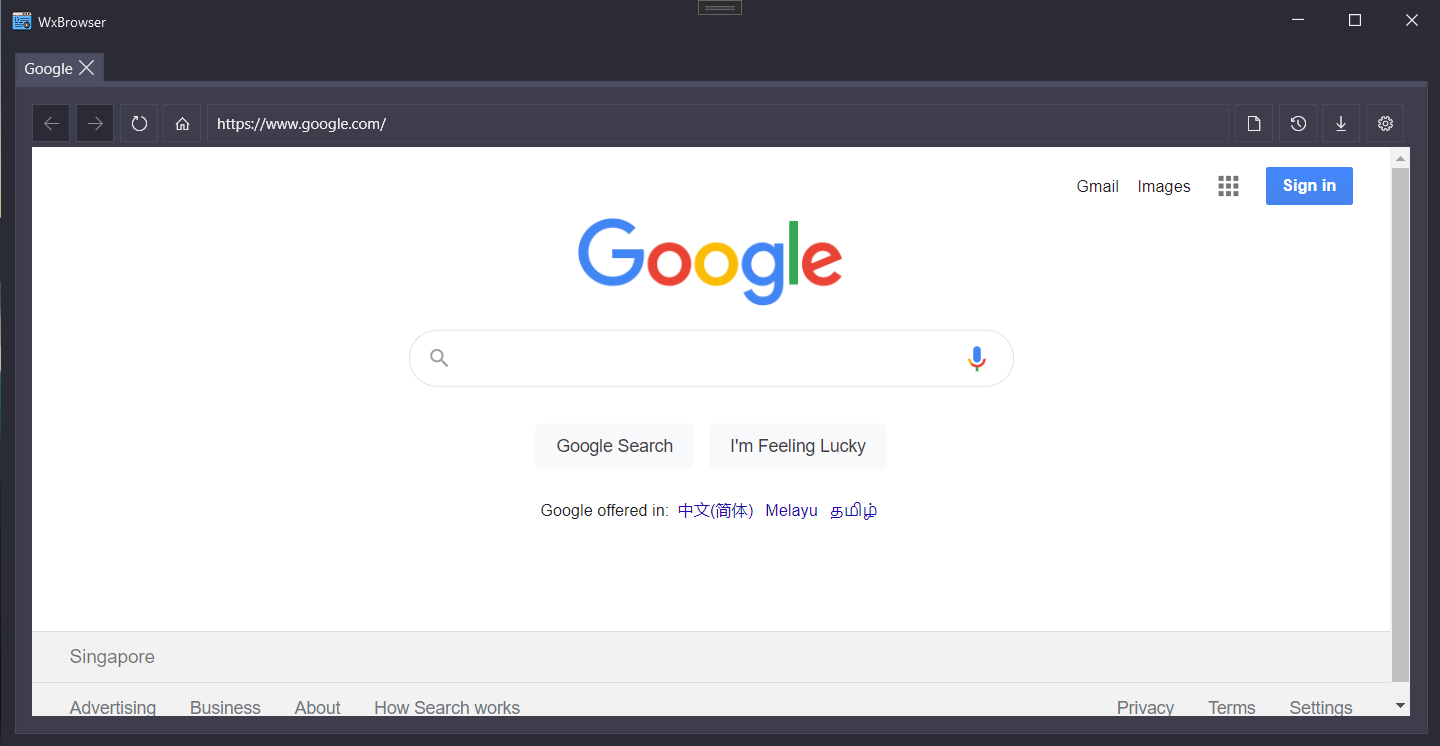 WxBrowser
Google
https://www.google.com/
Gmail Images Sign in
Google
Google Search I'm Feeling Lucky
Google offered in: 中文(简体) Melayu தமிழ்
Singapore
Advertising Business About How Search works Privacy Terms Settings